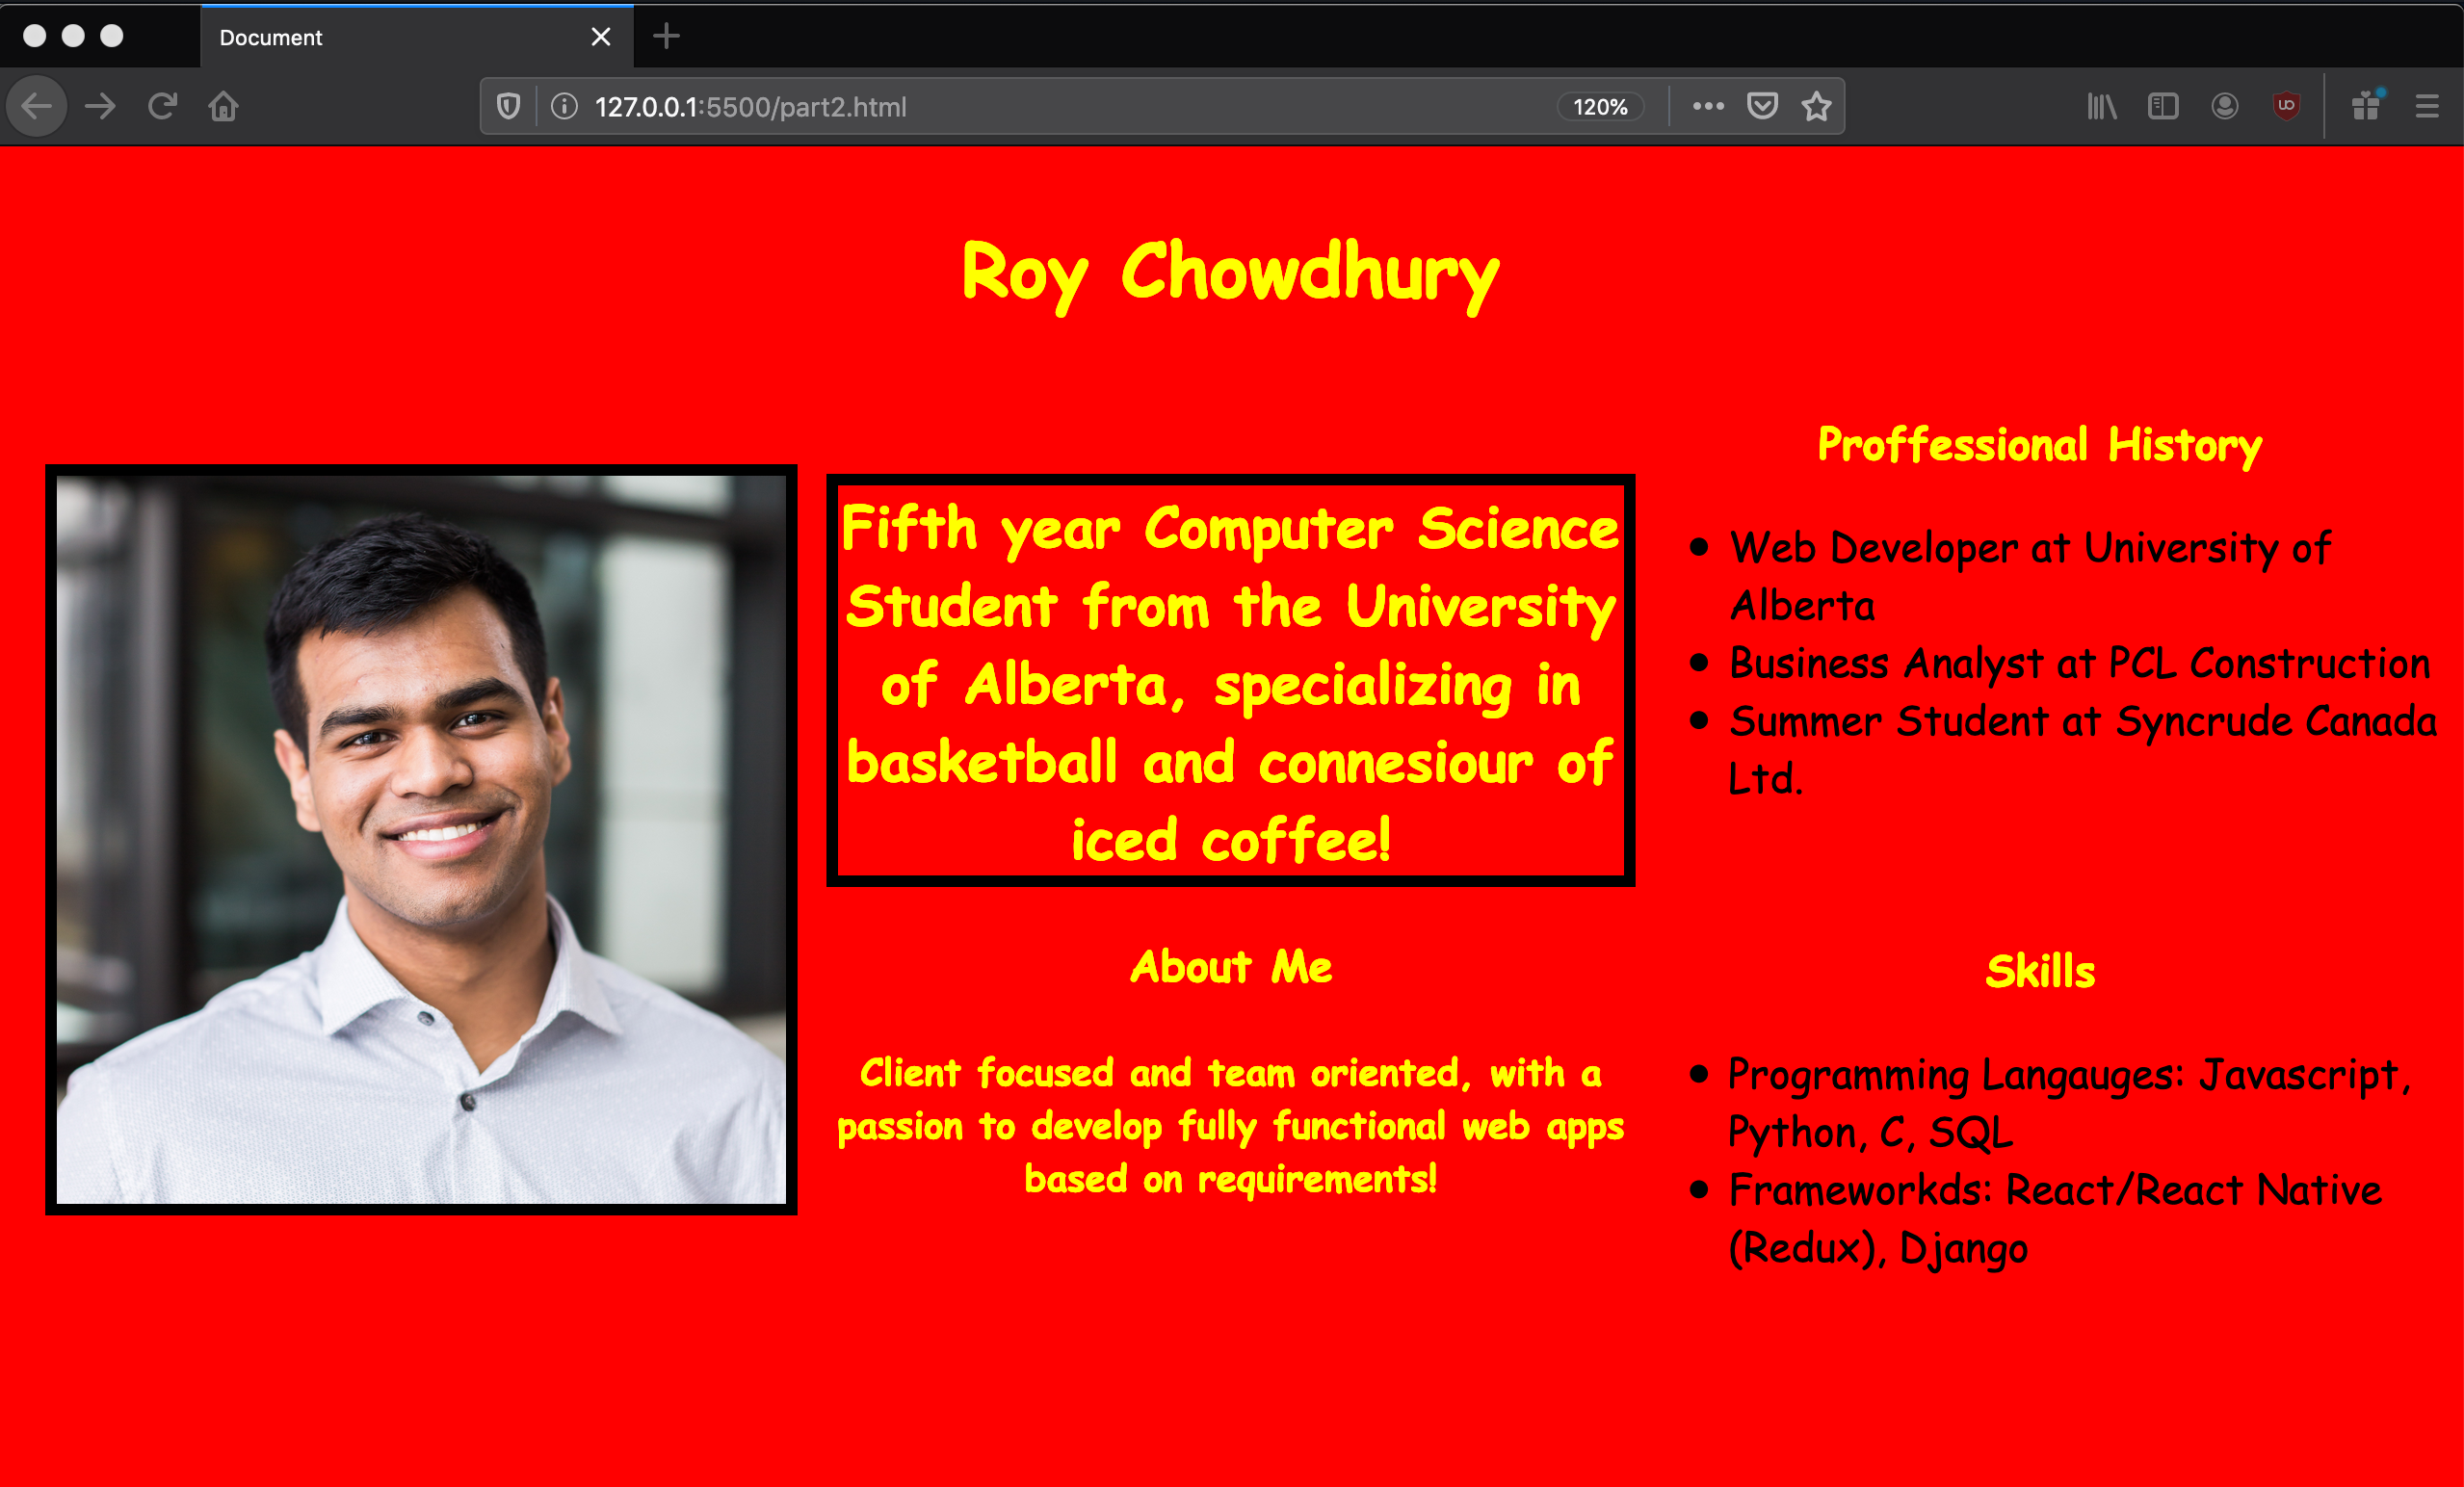 Document
127.0.0.1:5500/part2.html
120%
Roy Chowdhury
Fifth year Computer Science
Student from the University
of Alberta, specializing in
basketball and connesiour of
iced coffee!
About Me
Client focused and team oriented, with a
passion to develop fully functional web apps
based on requirements!
Proffessional History
Web Developer at University of
Alberta
Business Analyst at PCL Construction
Summer Student at Syncrude Canada
Ltd.
Skills
Programming Langauges: Javascript,
Python, C, SQL
Frameworkds: React/React Native
(Redux), Django